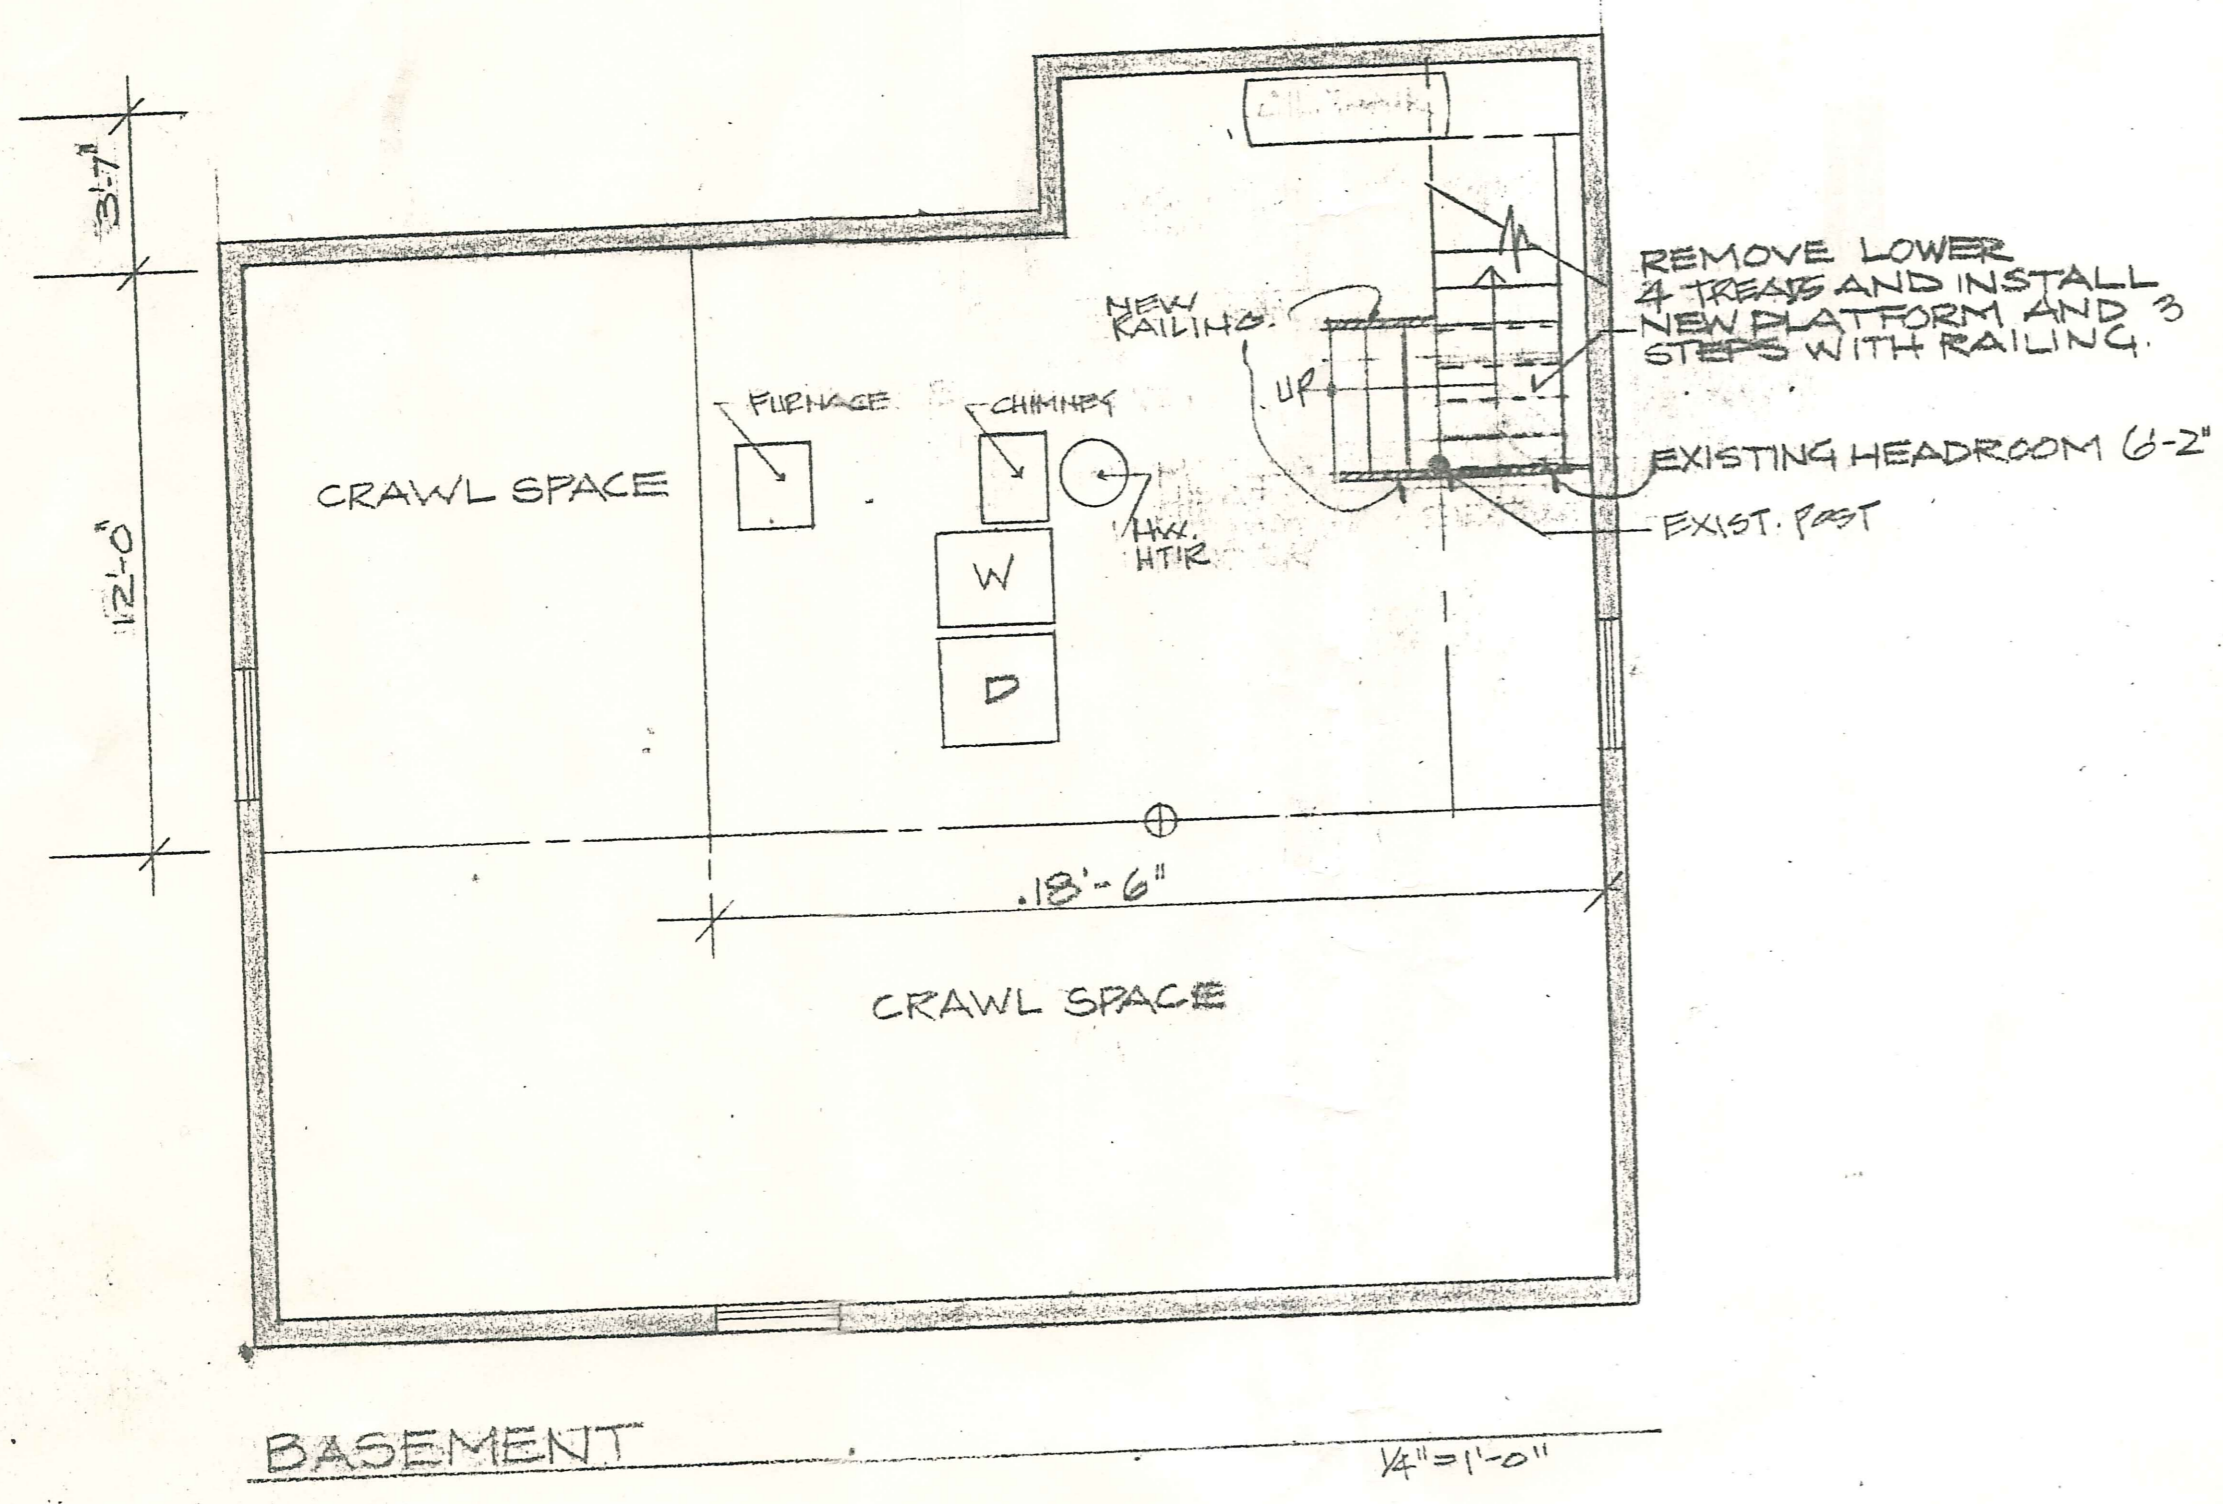 3'-7"
REMOVE LOWER
4 TREADS AND INSTALL
NEW PLATFORM AND 3
STEPS WITH RAILING.
NEW
RAILING.
UP
FURNACE
CHIMNEY
EXISTING HEADROOM 6'-2"
CRAWL SPACE
EXIST. POST
H.W.
HT'R
12'-0"
W
D
18'-6"
CRAWL SPACE
BASEMENT
1/4"=1'-0"